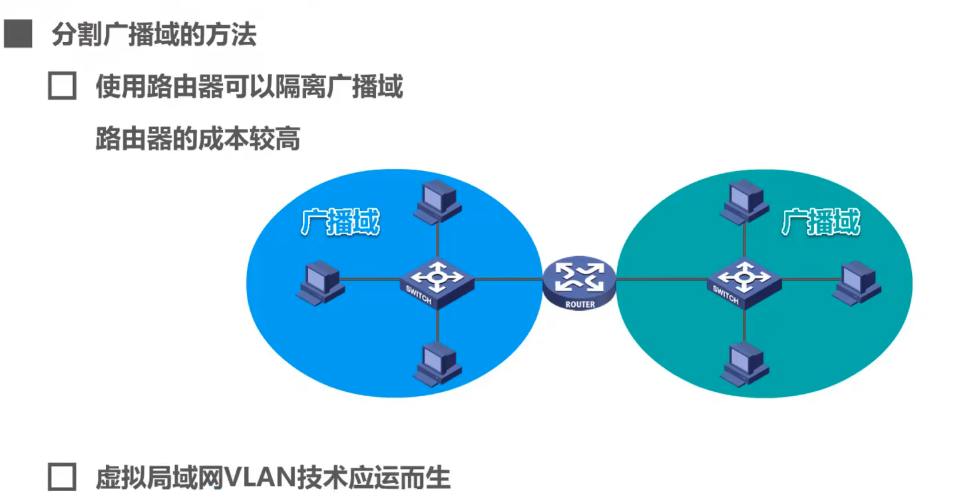 分割广播域的方法
使用路由器可以隔离广播域
路由器的成本较高
广播域
广播域
SWITCH
ROUTER
SWITCH
虚拟局域网VLAN技术应运而生